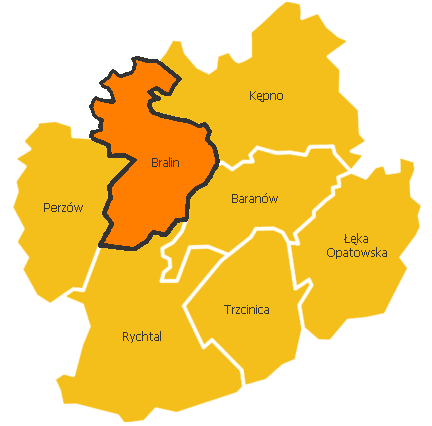 Kępno
Bralin
Baranów
Perzów
Łęka
Opatowska
Trzcinica
Rychtal